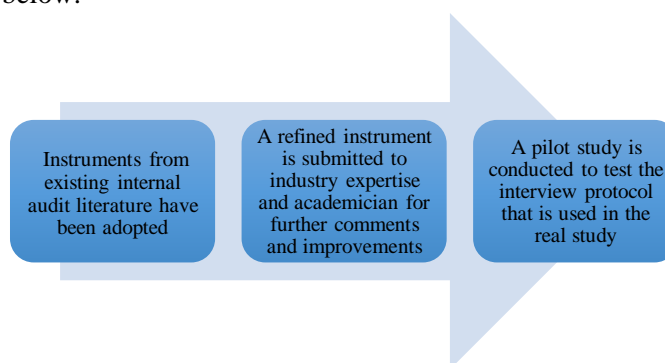 below:
Instruments from
existing internal
audit literature have
been adopted
A refined instrument
is submitted to
industry expertise
and academician for
further comments
and improvements
A pilot study is
conducted to test the
interview protocol
that is used in the
real study